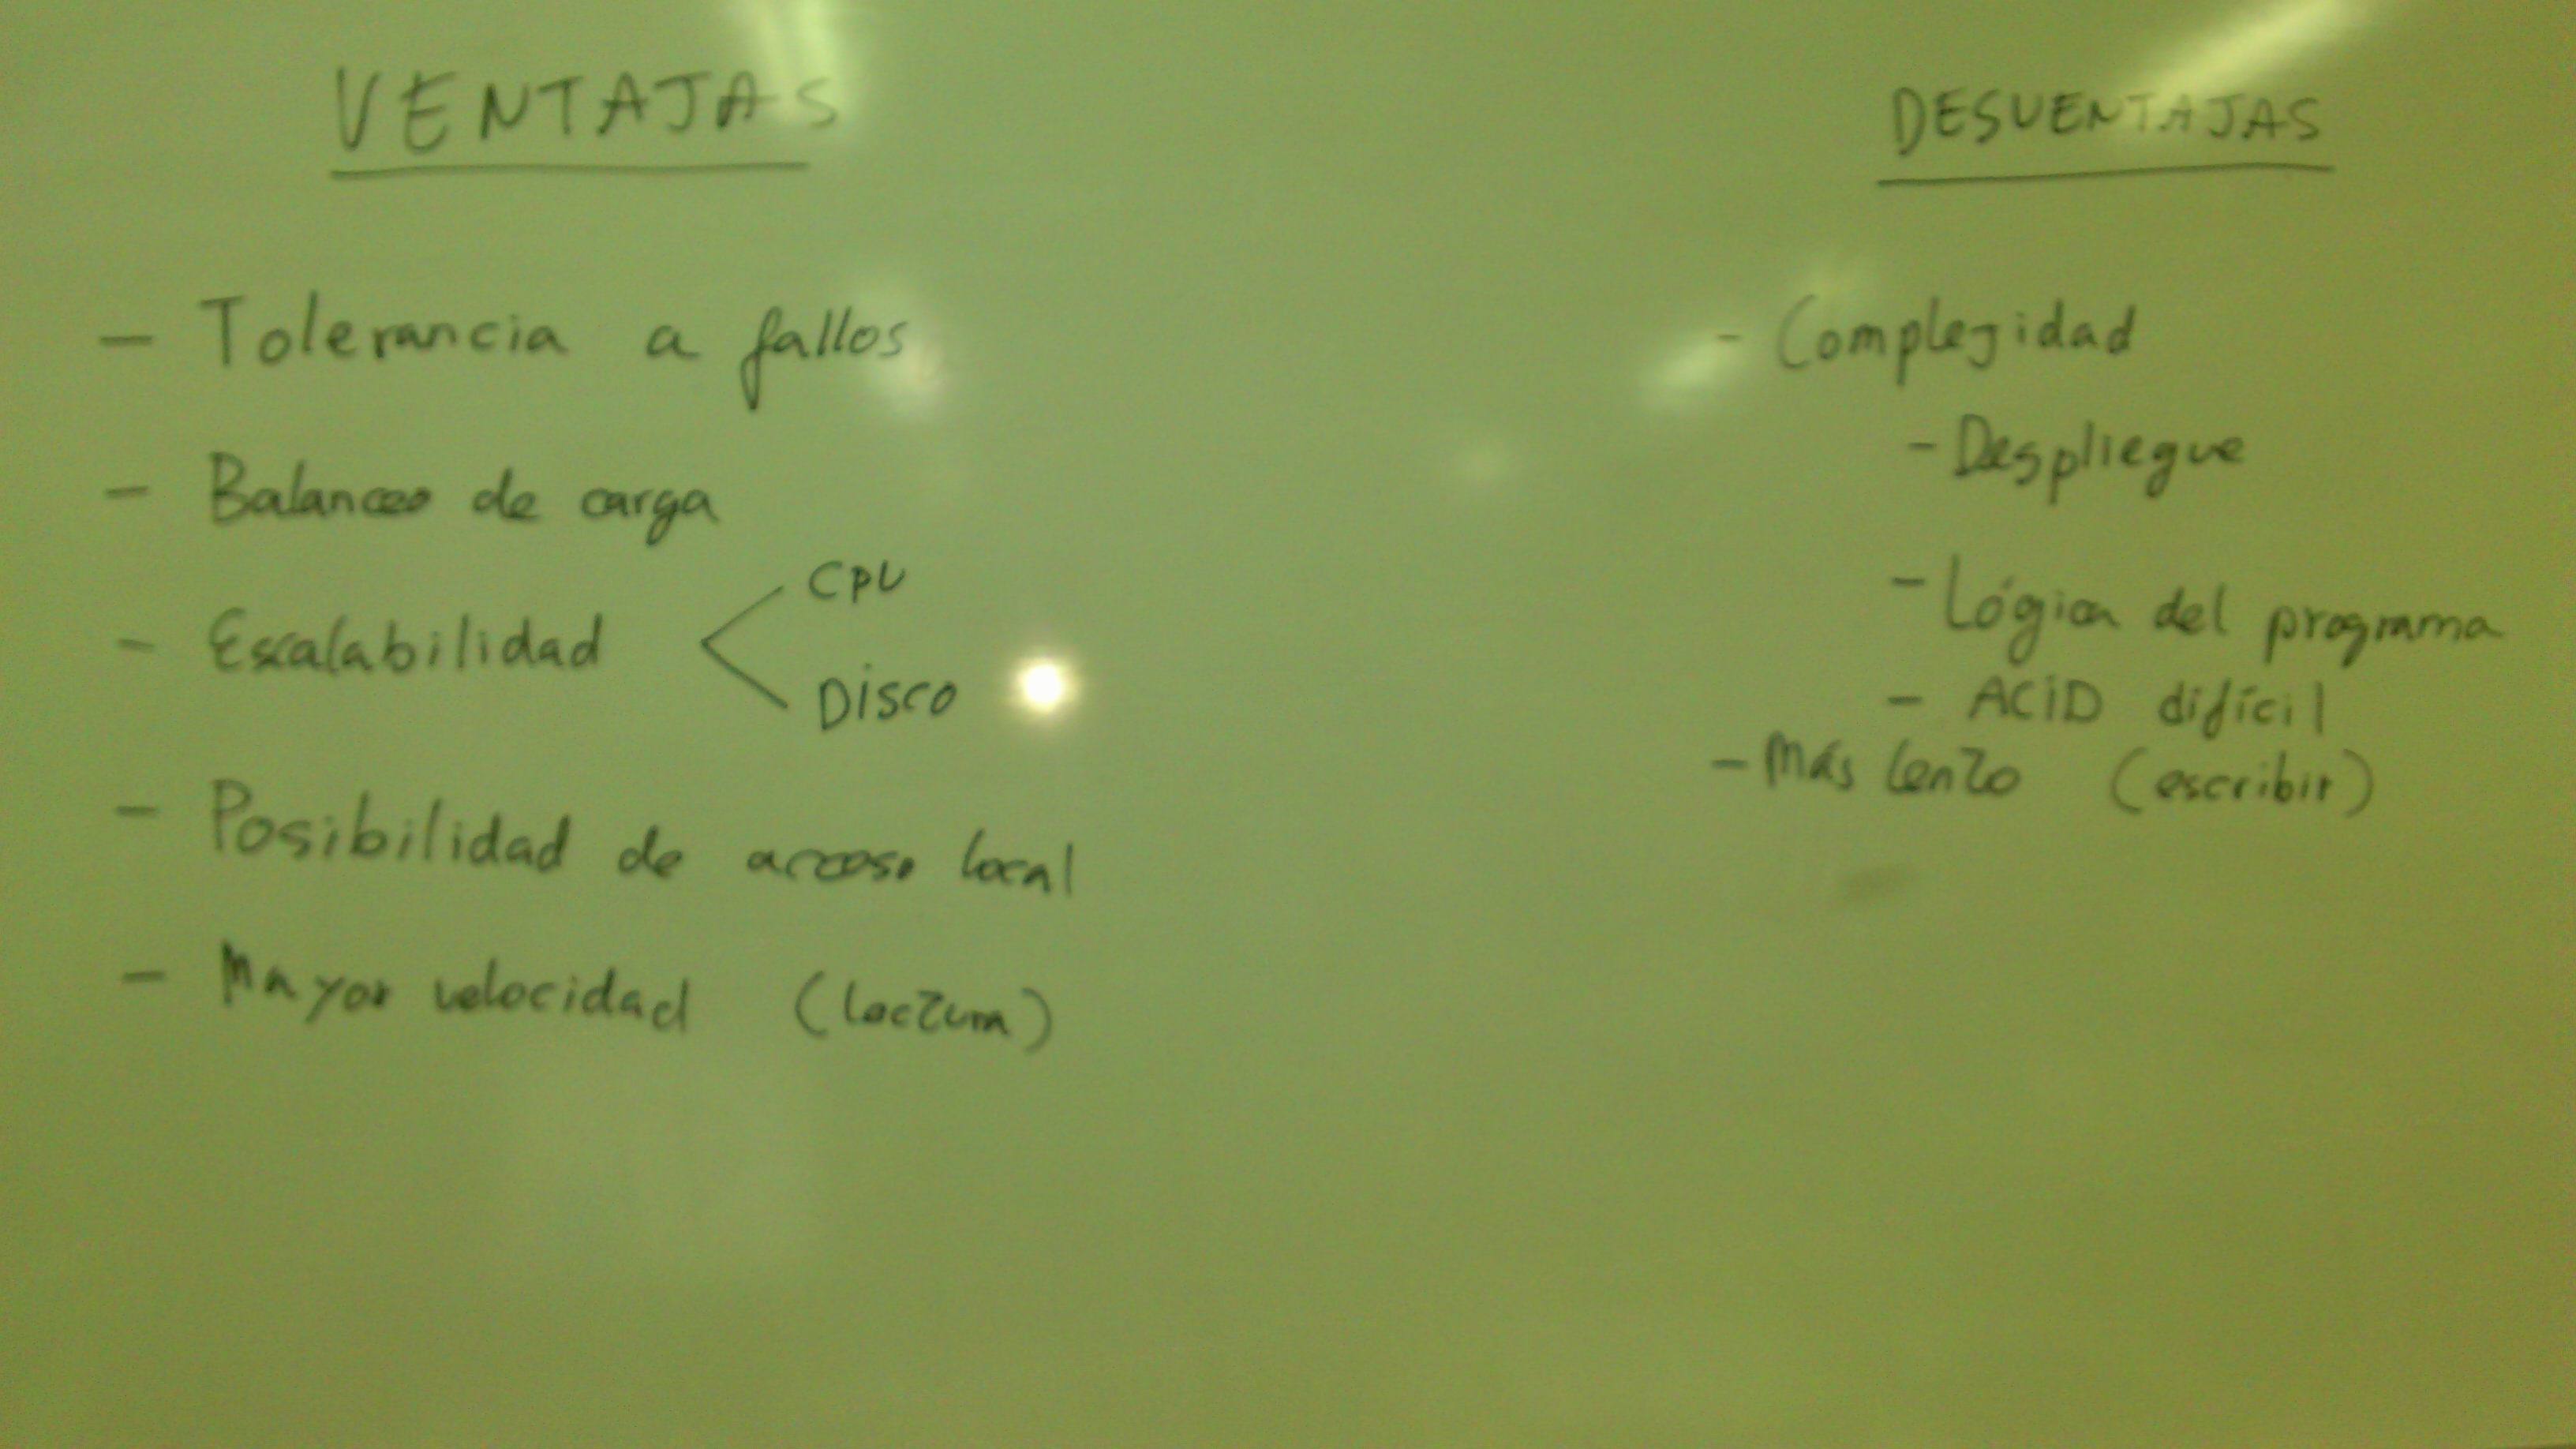 VENTAJAS
- Tolerancia a fallos
- Balanceo de carga
- Escalabilidad
CPU
DISCO
- Posibilidad de acceso local
- Mayor velocidad (lectura)
DESVENTAJAS
- Complejidad
- Despliegue
- Lógica del programa
- ACID difícil
- Más lento (escribir)